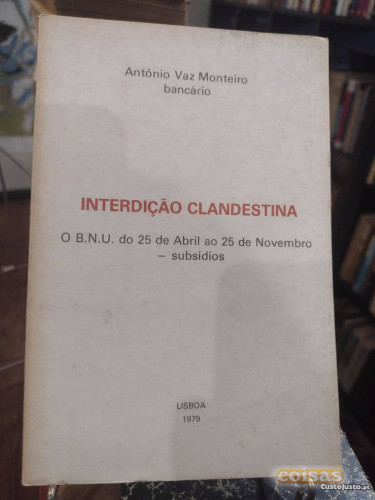 António Vaz Monteiro
bancário
INTERDIÇÃO CLANDESTINA
O B.N.U. do 25 de Abril ao 25 de Novembro
– subsídios
LISBOA
1979
coisas
CustoJusto.pt